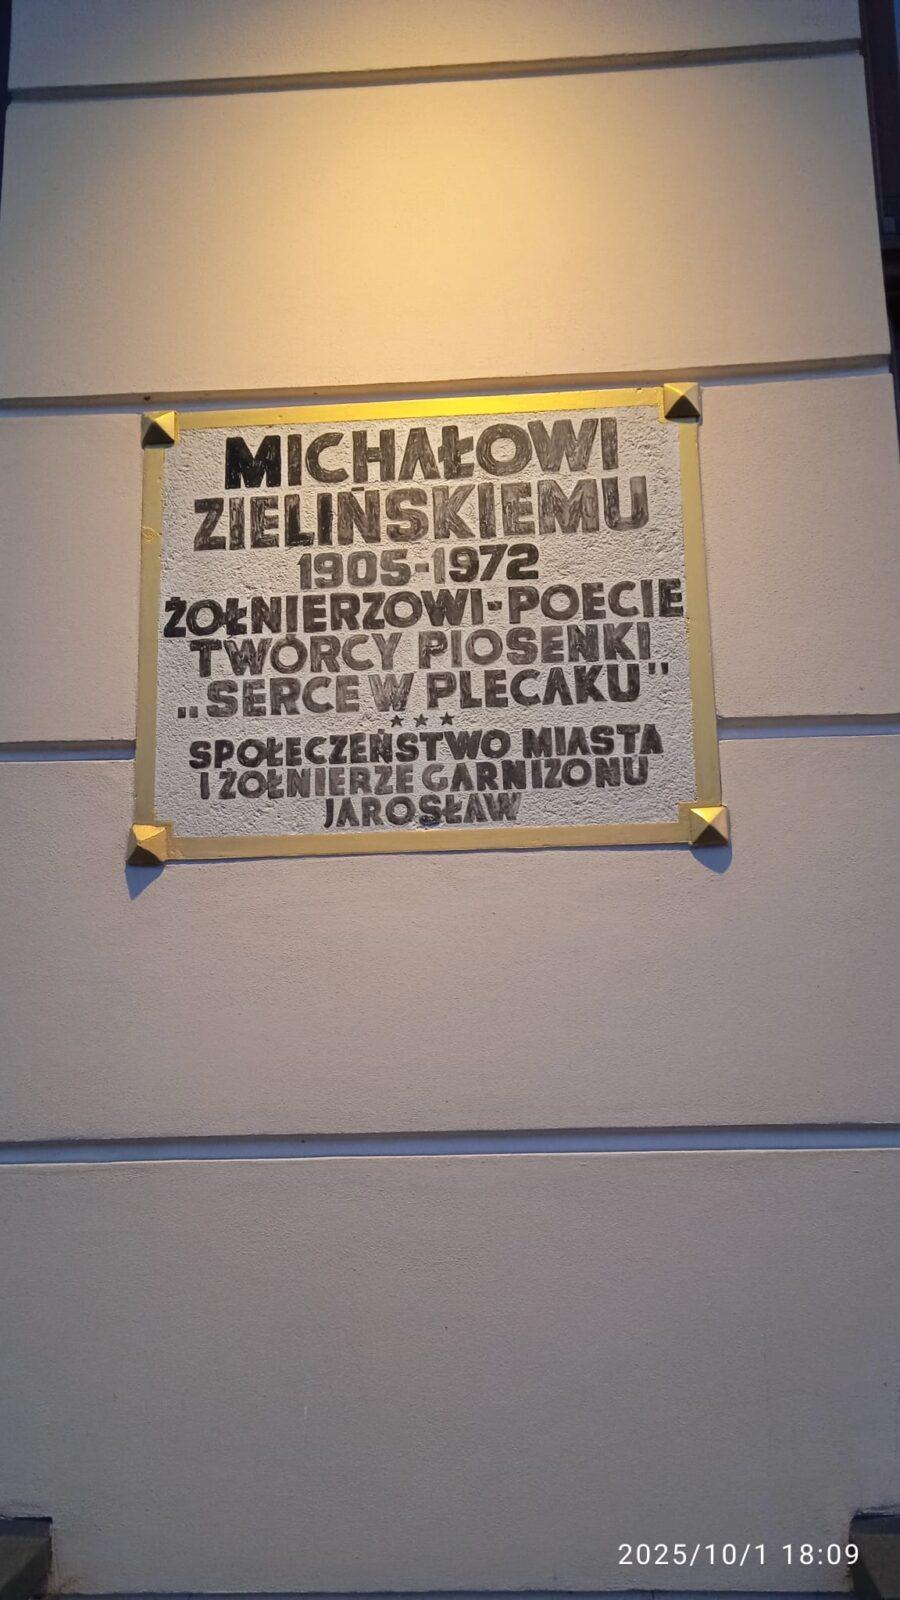 MICHAŁOWI
ZIELIŃSKIEMU
1905-1972
ŻOŁNIERZOWI-POECIE
TWÓRCY PIOSENKI
„SERCE W PLECAKU"
★★★
SPOŁECZEŃSTWO MIASTA
I ŻOŁNIERZE GARNIZONU
JAROSŁAW
2025/10/1 18:09